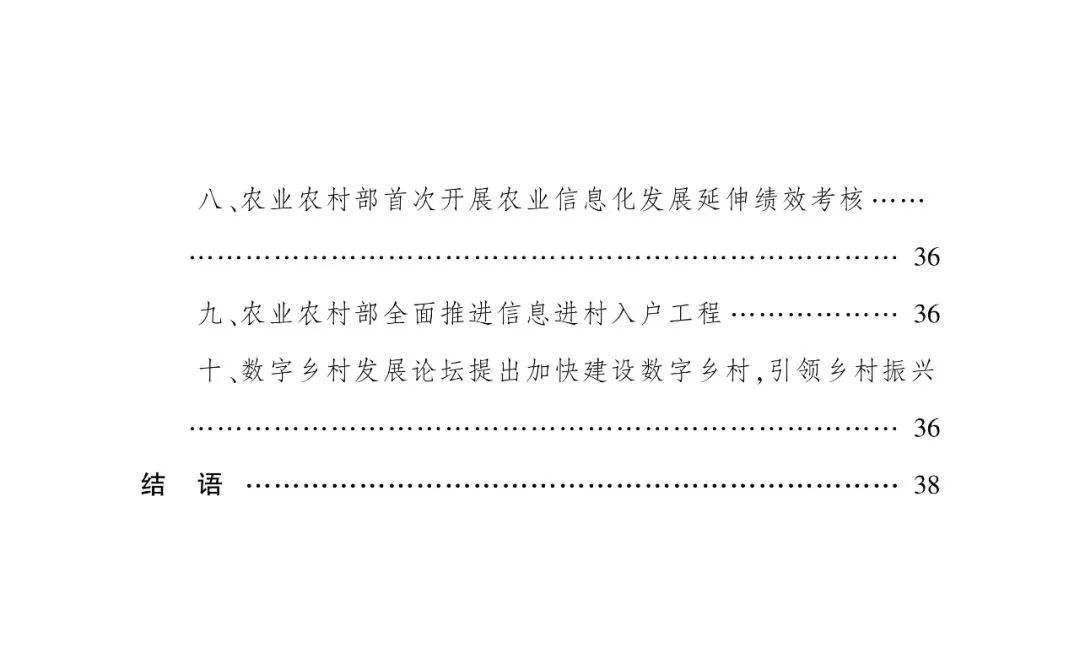 八、农业农村部首次开展农业信息化发展延伸绩效考核……
………………………………………………………………… 36
九、农业农村部全面推进信息进村入户工程……………… 36
十、数字乡村发展论坛提出加快建设数字乡村,引领乡村振兴
………………………………………………………………… 36
结 语 …………………………………………………………… 38